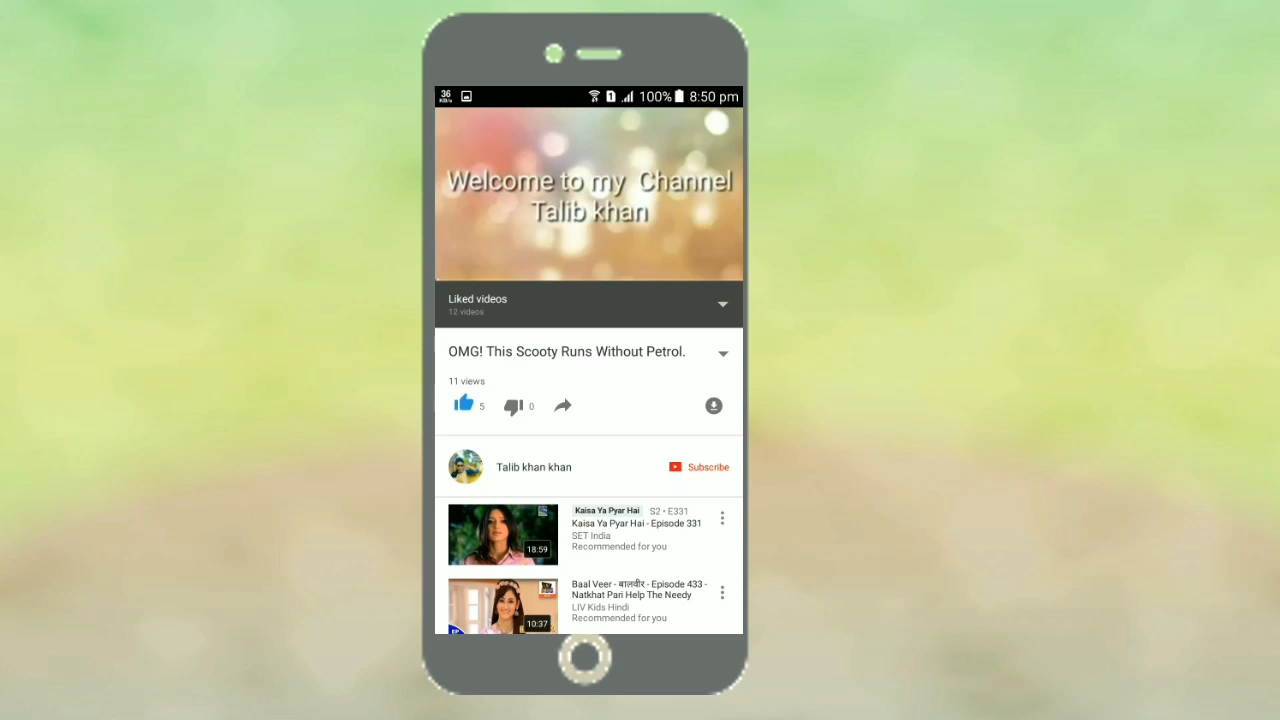 36
KB/s
1
100%
8:50 pm
Welcome to my Channel
Talib khan
Liked videos
12 videos
OMG! This Scooty Runs Without Petrol.
11 views
5
0
Talib khan khan
Subscribe
Kaisa Ya Pyar Hai S2 • E331
Kaisa Ya Pyar Hai - Episode 331
SET India
Recommended for you
18:59
Baal Veer - बालवीर - Episode 433 -
Natkhat Pari Help The Needy
LIV Kids Hindi
Recommended for you
10:37
EP